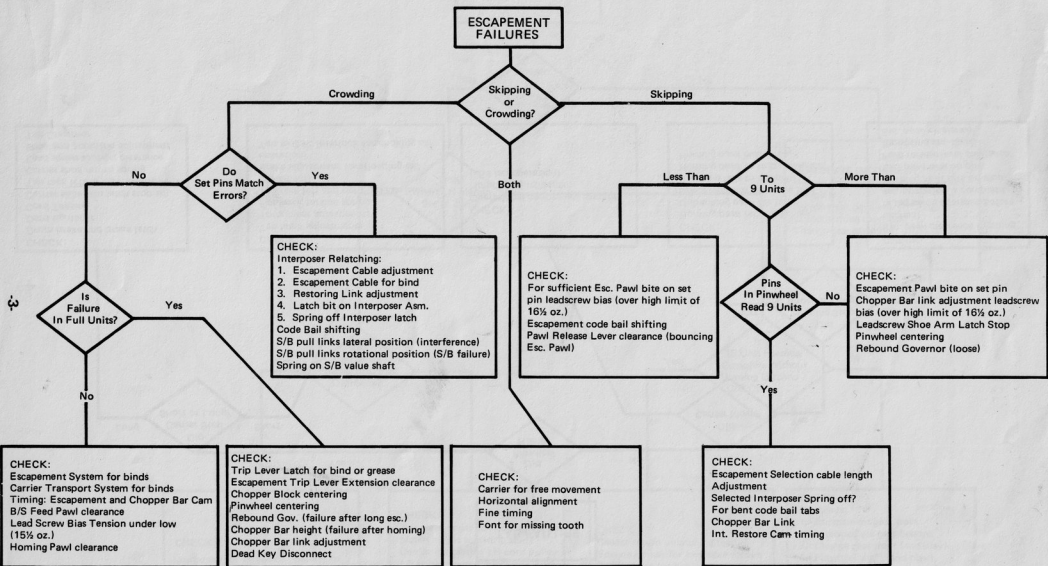 ESCAPEMENT
FAILURES
Crowding
Skipping
or
Crowding?
Skipping
No
Do
Set Pins Match
Errors?
Yes
Both
Less Than
To
9 Units
More Than
CHECK:
Interposer Relatching:
1. Escapement Cable adjustment
2. Escapement Cable for bind
3. Restoring Link adjustment
4. Latch bit on Interposer Asm.
5. Spring off Interposer latch
Code Bail shifting
S/B pull links lateral position (interference)
S/B pull links rotational position (S/B failure)
Spring on S/B value shaft
CHECK:
For sufficient Esc. Pawl bite on set
pin leadscrew bias (over high limit of
16½ oz.)
Escapement code bail shifting
Pawl Release Lever clearance (bouncing
Esc. Pawl)
Pins
In Pinwheel
Read 9 Units
No
CHECK:
Escapement Pawl bite on set pin
Chopper Bar link adjustment leadscrew
bias (over high limit of 16½ oz.)
Leadscrew Shoe Arm Latch Stop
Pinwheel centering
Rebound Governor (loose)
-3-
Is
Failure
In Full Units?
Yes
No
Yes
CHECK:
Escapement System for binds
Carrier Transport System for binds
Timing: Escapement and Chopper Bar Cam
B/S Feed Pawl clearance
Lead Screw Bias Tension under low
(15½ oz.)
Homing Pawl clearance
CHECK:
Trip Lever Latch for bind or grease
Escapement Trip Lever Extension clearance
Chopper Block centering
Pinwheel centering
Rebound Gov. (failure after long esc.)
Chopper Bar height (failure after homing)
Chopper Bar link adjustment
Dead Key Disconnect
CHECK:
Carrier for free movement
Horizontal alignment
Fine timing
Font for missing tooth
CHECK:
Escapement Selection cable length
Adjustment
Selected Interposer Spring off?
For bent code bail tabs
Chopper Bar Link
Int. Restore Cam timing